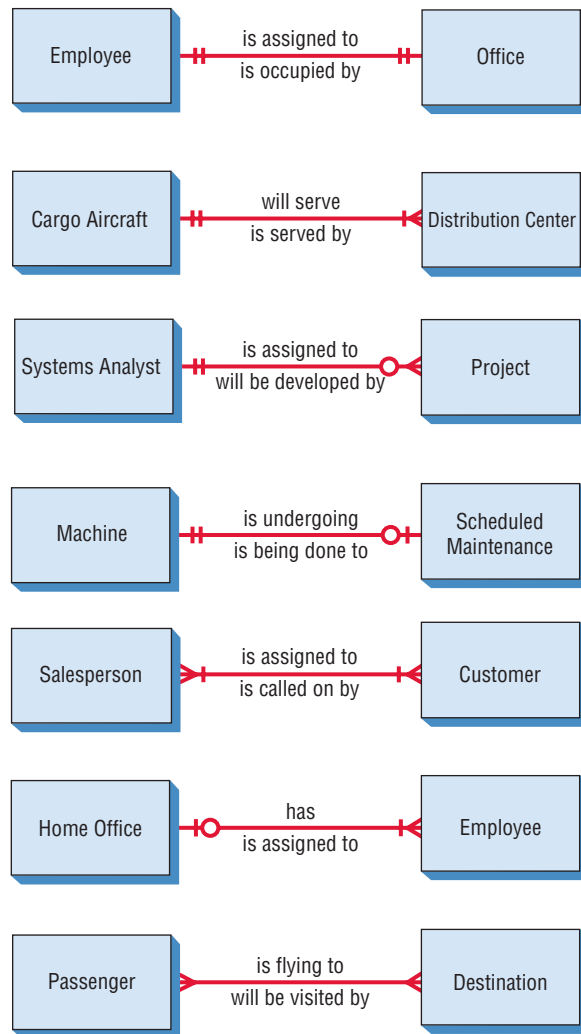 Employee
is assigned to
is occupied by
Office
Cargo Aircraft
will serve
is served by
Distribution Center
Systems Analyst
is assigned to
will be developed by
Project
Machine
is undergoing
is being done to
Scheduled
Maintenance
Salesperson
is assigned to
is called on by
Customer
Home Office
has
is assigned to
Employee
Passenger
is flying to
will be visited by
Destination